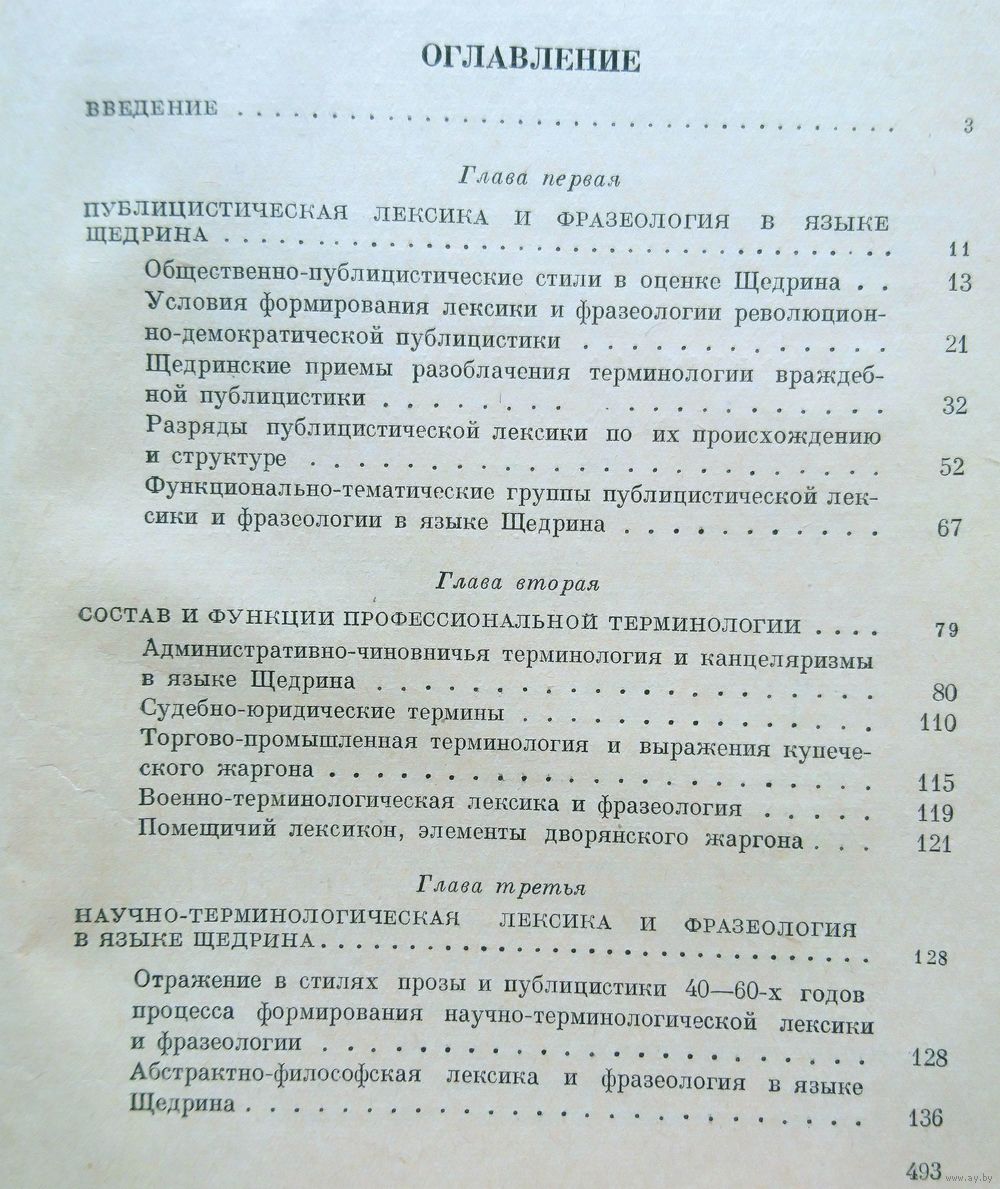 ОГЛАВЛЕНИЕ
ВВЕДЕНИЕ . . . . . . . . . . . . . . . . . . . . . . . . . . . . 3
Глава первая
ПУБЛИЦИСТИЧЕСКАЯ ЛЕКСИКА И ФРАЗЕОЛОГИЯ В ЯЗЫКЕ
ЩЕДРИНА . . . . . . . . . . . . . . . . . . . . . . . . . . . . 11
Общественно-публицистические стили в оценке Щедрина . . 13
Условия формирования лексики и фразеологии революцион-
но-демократической публицистики . . . . . . . . . . . . . 21
Щедринские приемы разоблачения терминологии враждеб-
ной публицистики . . . . . . . . . . . . . . . . . . . . 32
Разряды публицистической лексики по их происхождению
и структуре . . . . . . . . . . . . . . . . . . . . . . . 52
Функционально-тематические группы публицистической лек-
сики и фразеологии в языке Щедрина . . . . . . . . . . . 67
Глава вторая
СОСТАВ И ФУНКЦИИ ПРОФЕССИОНАЛЬНОЙ ТЕРМИНОЛОГИИ . . . . 79
Административно-чиновничья терминология и канцеляризмы
в языке Щедрина . . . . . . . . . . . . . . . . . . . . . 80
Судебно-юридические термины . . . . . . . . . . . . . . . 110
Торгово-промышленная терминология и выражения купече-
ского жаргона . . . . . . . . . . . . . . . . . . . . . . 115
Военно-терминологическая лексика и фразеология . . . . . 119
Помещичий лексикон, элементы дворянского жаргона . . . 121
Глава третья
НАУЧНО-ТЕРМИНОЛОГИЧЕСКАЯ ЛЕКСИКА И ФРАЗЕОЛОГИЯ
В ЯЗЫКЕ ЩЕДРИНА . . . . . . . . . . . . . . . . . . . . . . . . 128
Отражение в стилях прозы и публицистики 40—60-х годов
процесса формирования научно-терминологической лексики
и фразеологии . . . . . . . . . . . . . . . . . . . . . . 128
Абстрактно-философская лексика и фразеология в языке
Щедрина . . . . . . . . . . . . . . . . . . . . . . . . . 136
493
www.ay.by